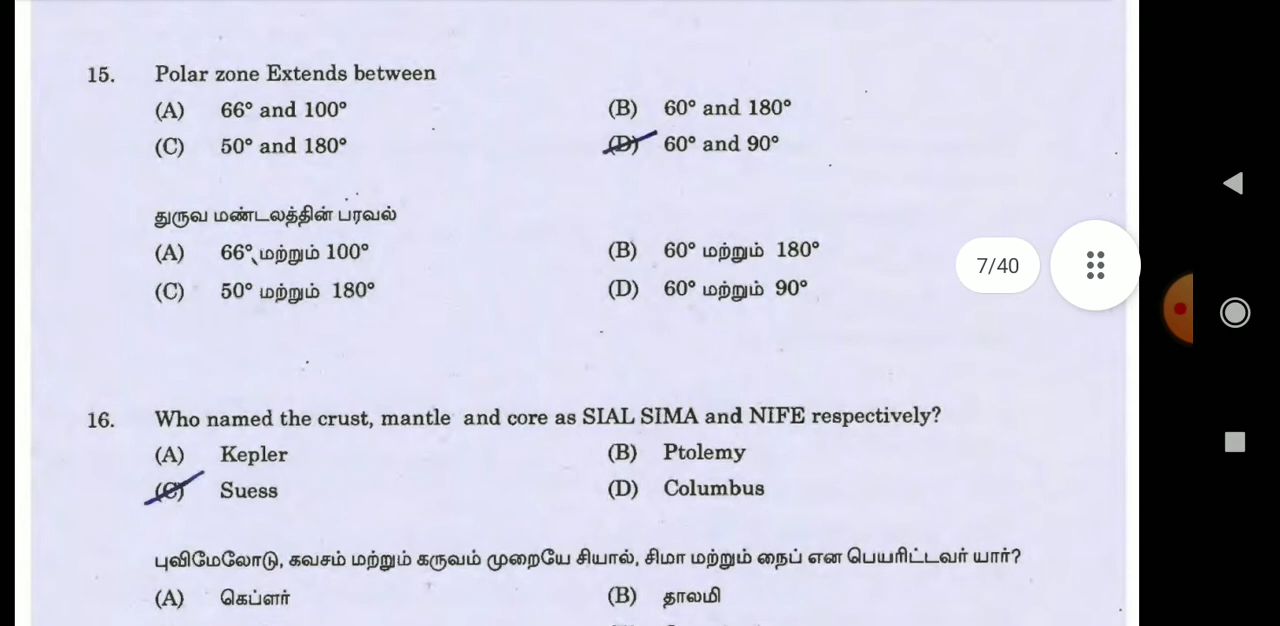 15. Polar zone Extends between
(A) 66° and 100° (B) 60° and 180°
(C) 50° and 180° (D) 60° and 90°
துருவ மண்டலத்தின் பரவல்
(A) 66° மற்றும் 100° (B) 60° மற்றும் 180°
(C) 50° மற்றும் 180° (D) 60° மற்றும் 90°
7/40
16. Who named the crust, mantle and core as SIAL SIMA and NIFE respectively?
(A) Kepler (B) Ptolemy
(C) Suess (D) Columbus
புவிமேலோடு, கவசம் மற்றும் கருவம் முறையே சியால், சிமா மற்றும் நைப் என பெயரிட்டவர் யார்?
(A) கெப்ளர் (B) தாலமி